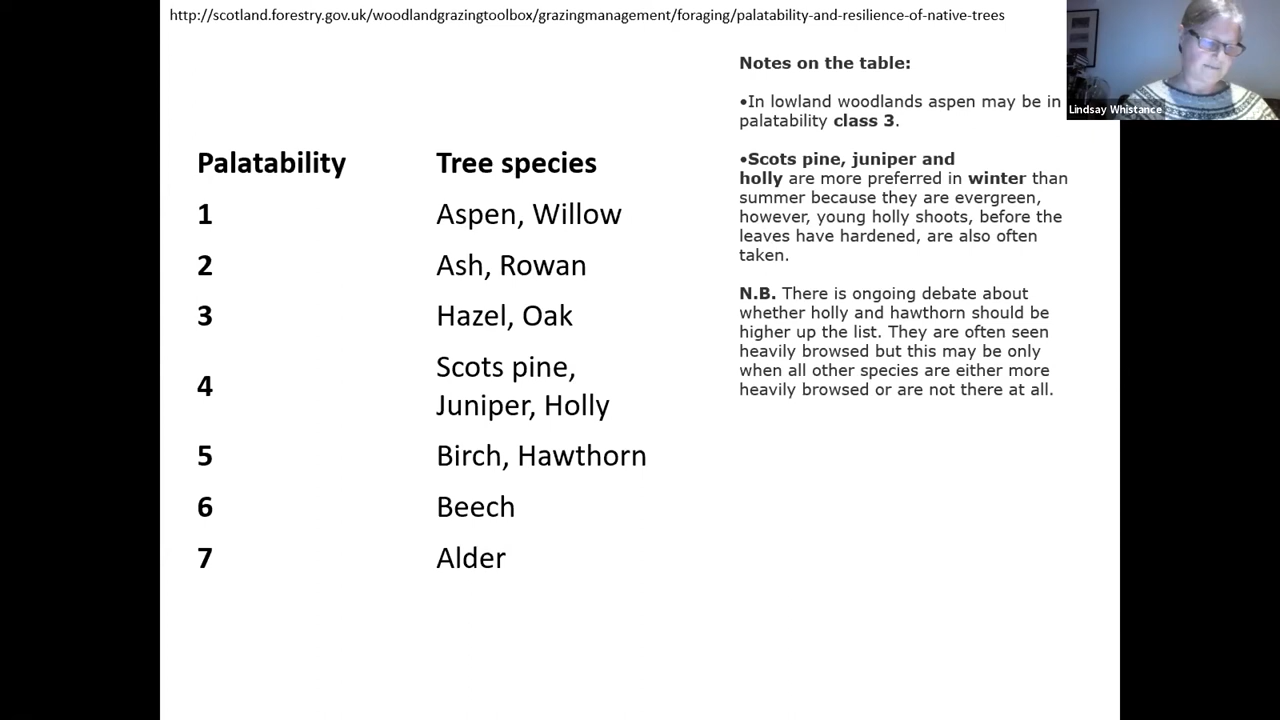 http://scotland.forestry.gov.uk/woodlandgrazingtoolbox/grazingmanagement/foraging/palatability-and-resilience-of-native-trees
Lindsay Whistance
Palatability Tree species
1 Aspen, Willow
2 Ash, Rowan
3 Hazel, Oak
4 Scots pine,
Juniper, Holly
5 Birch, Hawthorn
6 Beech
7 Alder
Notes on the table:
•In lowland woodlands aspen may be in
palatability class 3.
•Scots pine, juniper and
holly are more preferred in winter than
summer because they are evergreen,
however, young holly shoots, before the
leaves have hardened, are also often
taken.
N.B. There is ongoing debate about
whether holly and hawthorn should be
higher up the list. They are often seen
heavily browsed but this may be only
when all other species are either more
heavily browsed or are not there at all.